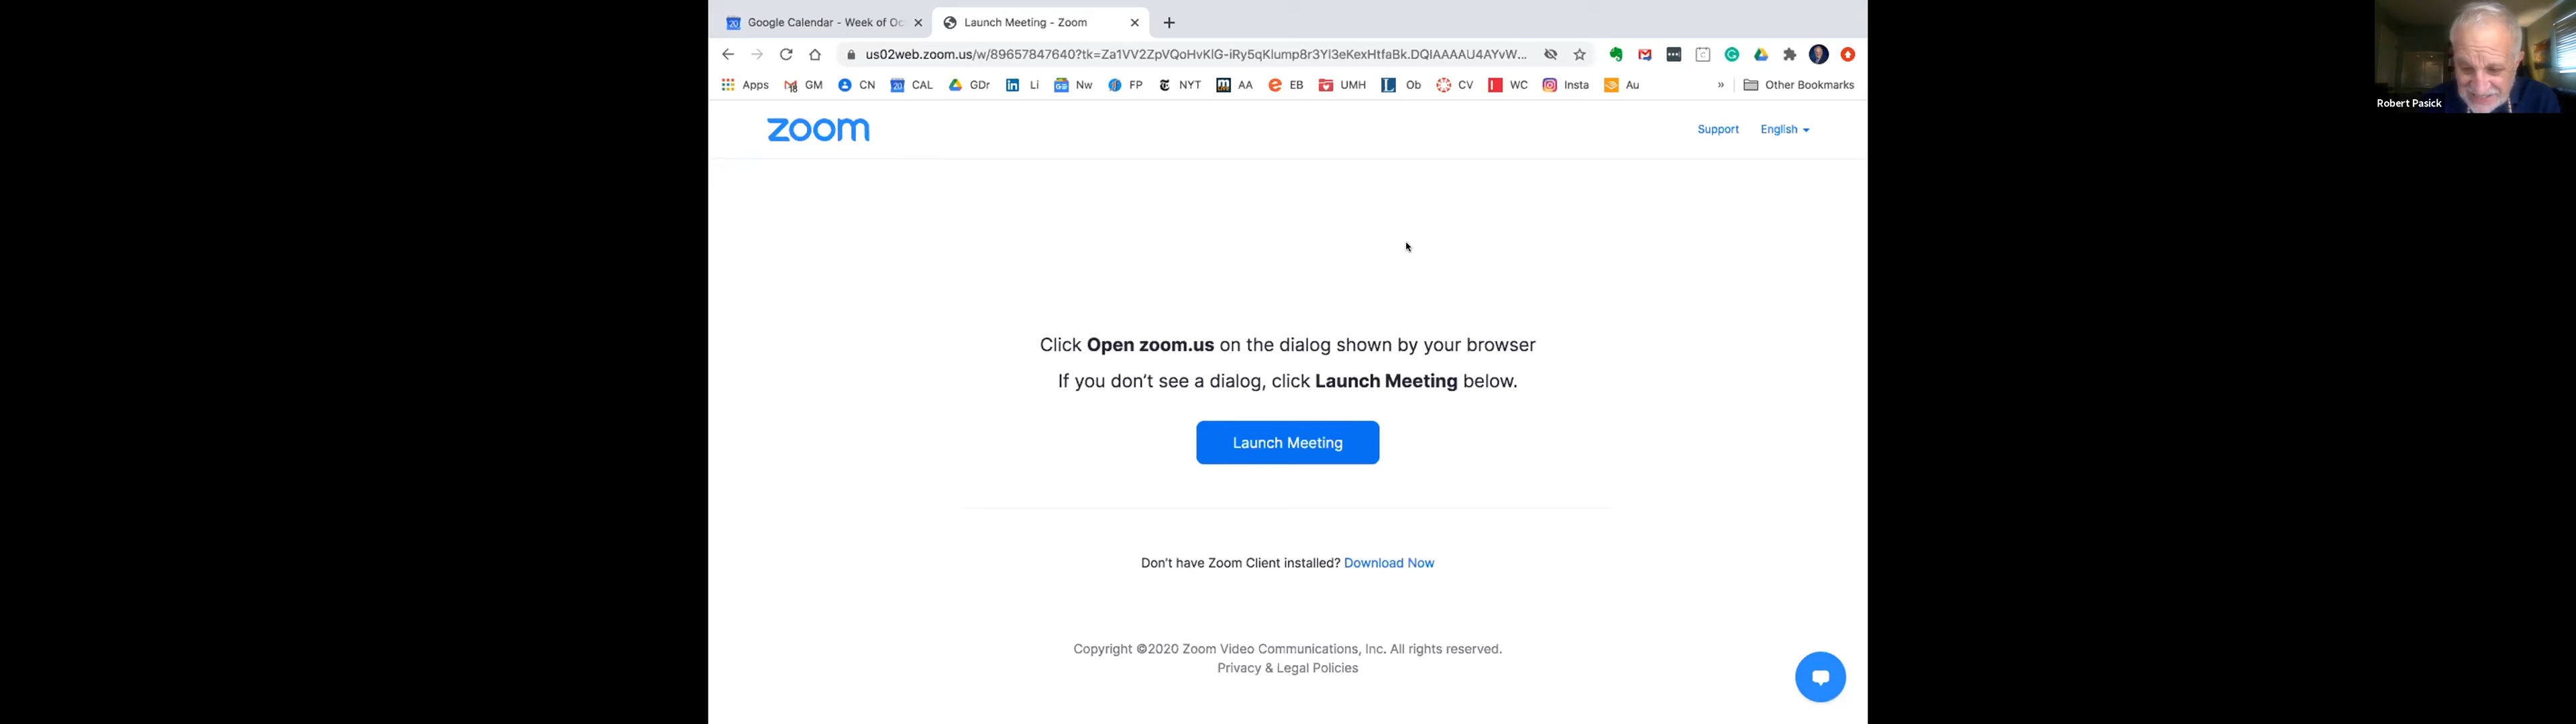 Google Calendar - Week of Oc
Launch Meeting - Zoom
us02web.zoom.us/w/89657847640?tk=Za1VV2ZpVQoHvKlG-iRy5qKlump8r3Yl3eKexHtfaBk.DQIAAAAU4AYvW...
Apps GM CN CAL GDr Li Nw FP NYT AA EB UMH Ob CV WC Insta Au » Other Bookmarks
Robert Pasick
zoom
Support English
Click Open zoom.us on the dialog shown by your browser
If you don't see a dialog, click Launch Meeting below.
Launch Meeting
Don't have Zoom Client installed? Download Now
Copyright ©2020 Zoom Video Communications, Inc. All rights reserved.
Privacy & Legal Policies